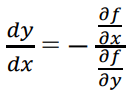 dy/dx = − (∂f/∂x)/(∂f/∂y)